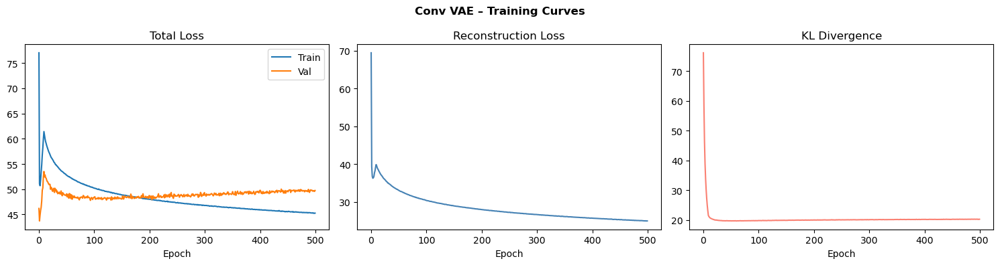 Conv VAE – Training Curves
Total Loss
Train
Val
75
70
65
60
55
50
45
0 100 200 300 400 500
Epoch
Reconstruction Loss
70
60
50
40
30
0 100 200 300 400 500
Epoch
KL Divergence
70
60
50
40
30
20
0 100 200 300 400 500
Epoch